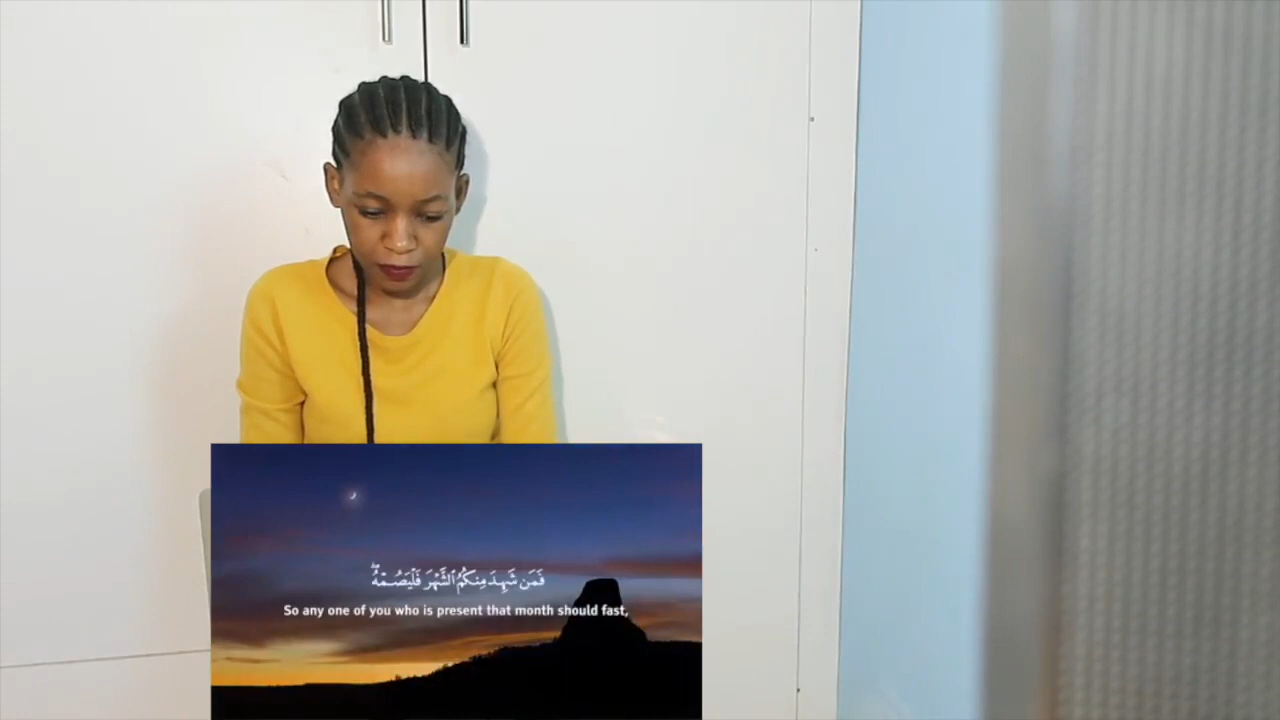 فَمَن شَهِدَ مِنكُمُ ٱلشَّهْرَ فَلْيَصُمْهُ ۖ
So any one of you who is present that month should fast,